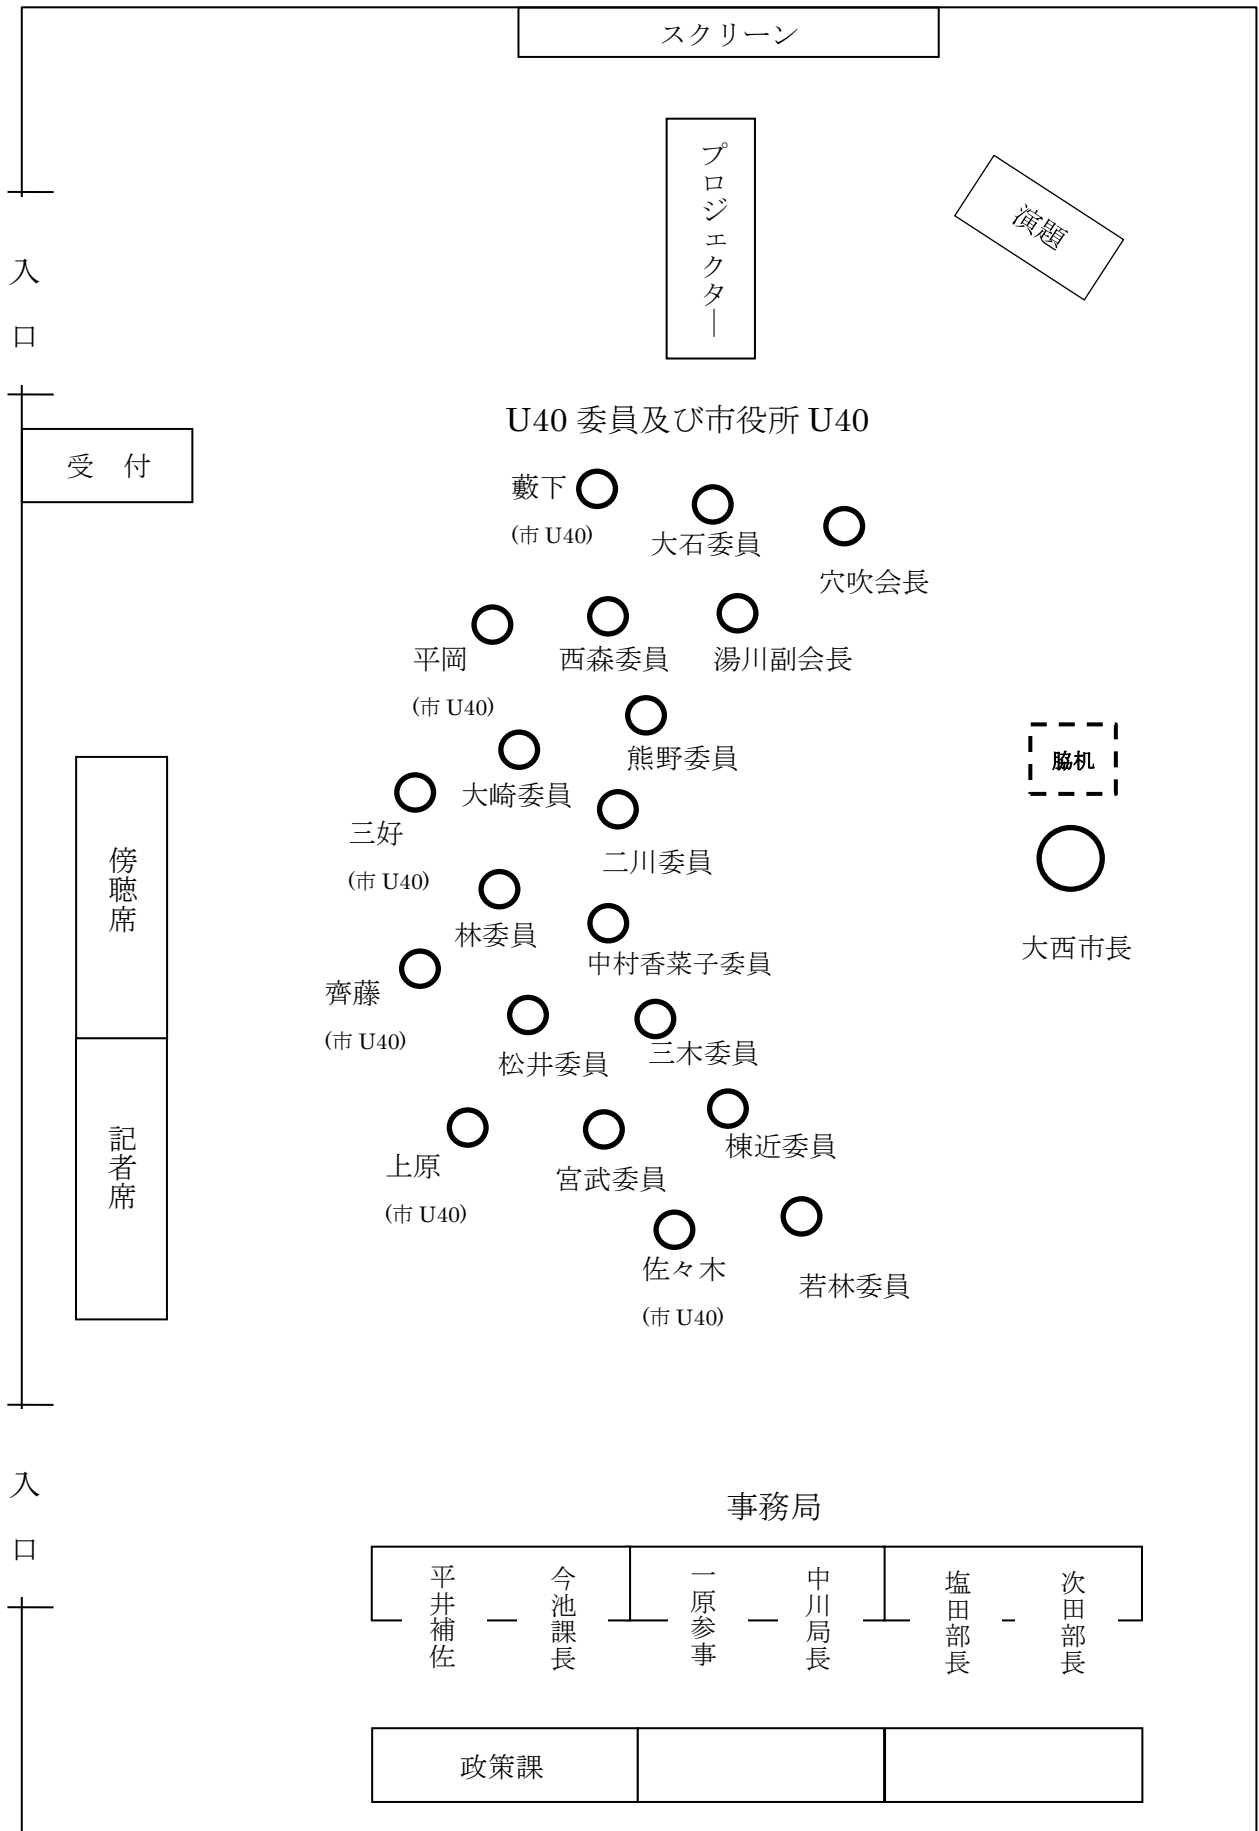 スクリーン
プロジェクター
演題
入
口
U40 委員及び市役所 U40
受　付
藪下
(市 U40)
大石委員
穴吹会長
平岡
(市 U40)
西森委員
湯川副会長
熊野委員
脇机
大崎委員
三好
(市 U40)
二川委員
傍聴席
林委員
大西市長
中村香菜子委員
齊藤
(市 U40)
松井委員
三木委員
記者席
棟近委員
上原
(市 U40)
宮武委員
佐々木
(市 U40)
若林委員
入
口
事務局
平井補佐
今池課長
一原参事
中川局長
塩田部長
次田部長
政策課